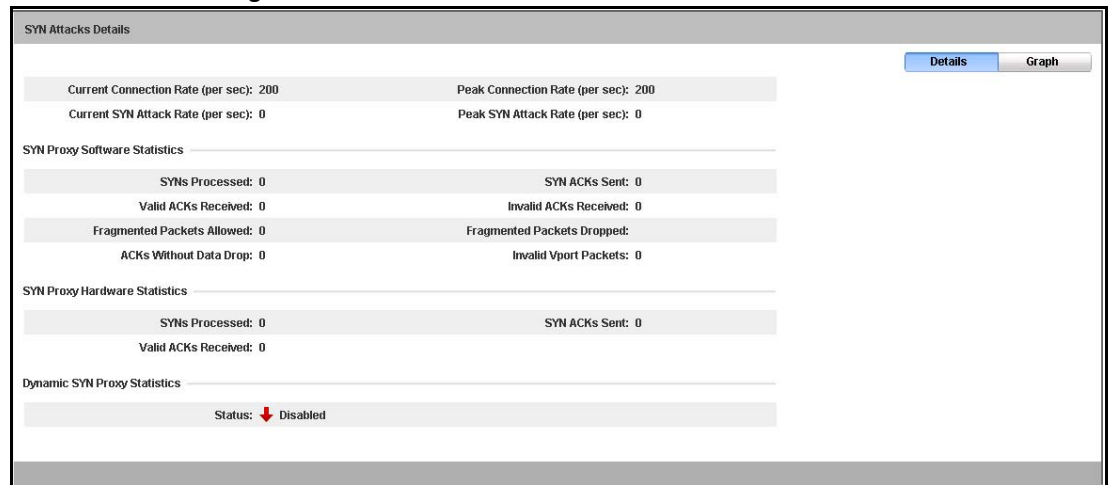 SYN Attacks Details
Details Graph
Current Connection Rate (per sec): 200 Peak Connection Rate (per sec): 200
Current SYN Attack Rate (per sec): 0 Peak SYN Attack Rate (per sec): 0
SYN Proxy Software Statistics
SYNs Processed: 0 SYN ACKs Sent: 0
Valid ACKs Received: 0 Invalid ACKs Received: 0
Fragmented Packets Allowed: 0 Fragmented Packets Dropped:
ACKs Without Data Drop: 0 Invalid Vport Packets: 0
SYN Proxy Hardware Statistics
SYNs Processed: 0 SYN ACKs Sent: 0
Valid ACKs Received: 0
Dynamic SYN Proxy Statistics
Status: Disabled